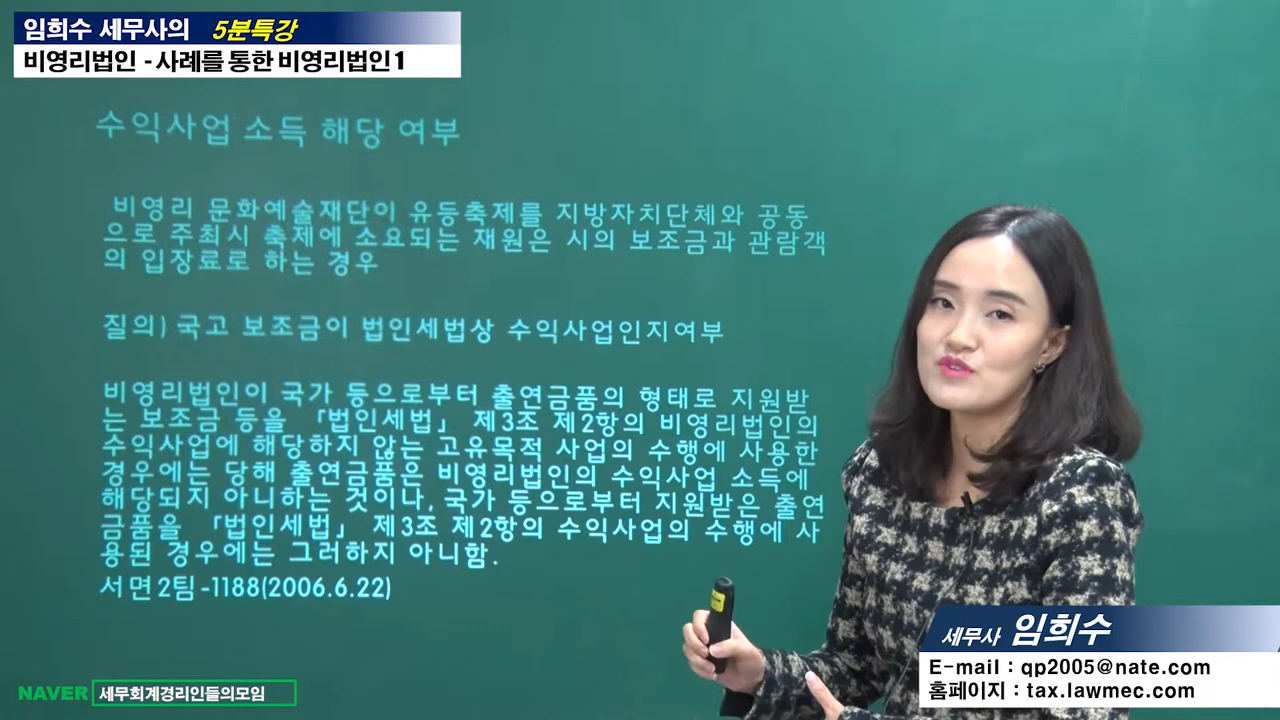 임희수 세무사의 5분특강
비영리법인 - 사례를 통한 비영리법인 1
수익사업 소득 해당 여부
비영리 문화예술재단이 유등축제를 지방자치단체와 공동
으로 주최시 축제에 소요되는 재원은 시의 보조금과 관람객
의 입장료로 하는 경우
질의) 국고 보조금이 법인세법상 수익사업인지여부
비영리법인이 국가 등으로부터 출연금품의 형태로 지원받
는 보조금 등을 「법인세법」 제3조 제2항의 비영리법인의
수익사업에 해당하지 않는 고유목적 사업의 수행에 사용한
경우에는 당해 출연금품은 비영리법인의 수익사업 소득에
해당되지 아니하는 것이나, 국가 등으로부터 지원받은 출연
금품을 「법인세법」 제3조 제2항의 수익사업의 수행에 사
용된 경우에는 그러하지 아니함.
서면2팀-1188(2006.6.22)
세무사 임희수
E-mail : qp2005@nate.com
홈페이지 : tax.lawmec.com
NAVER 세무회계경리인들의모임